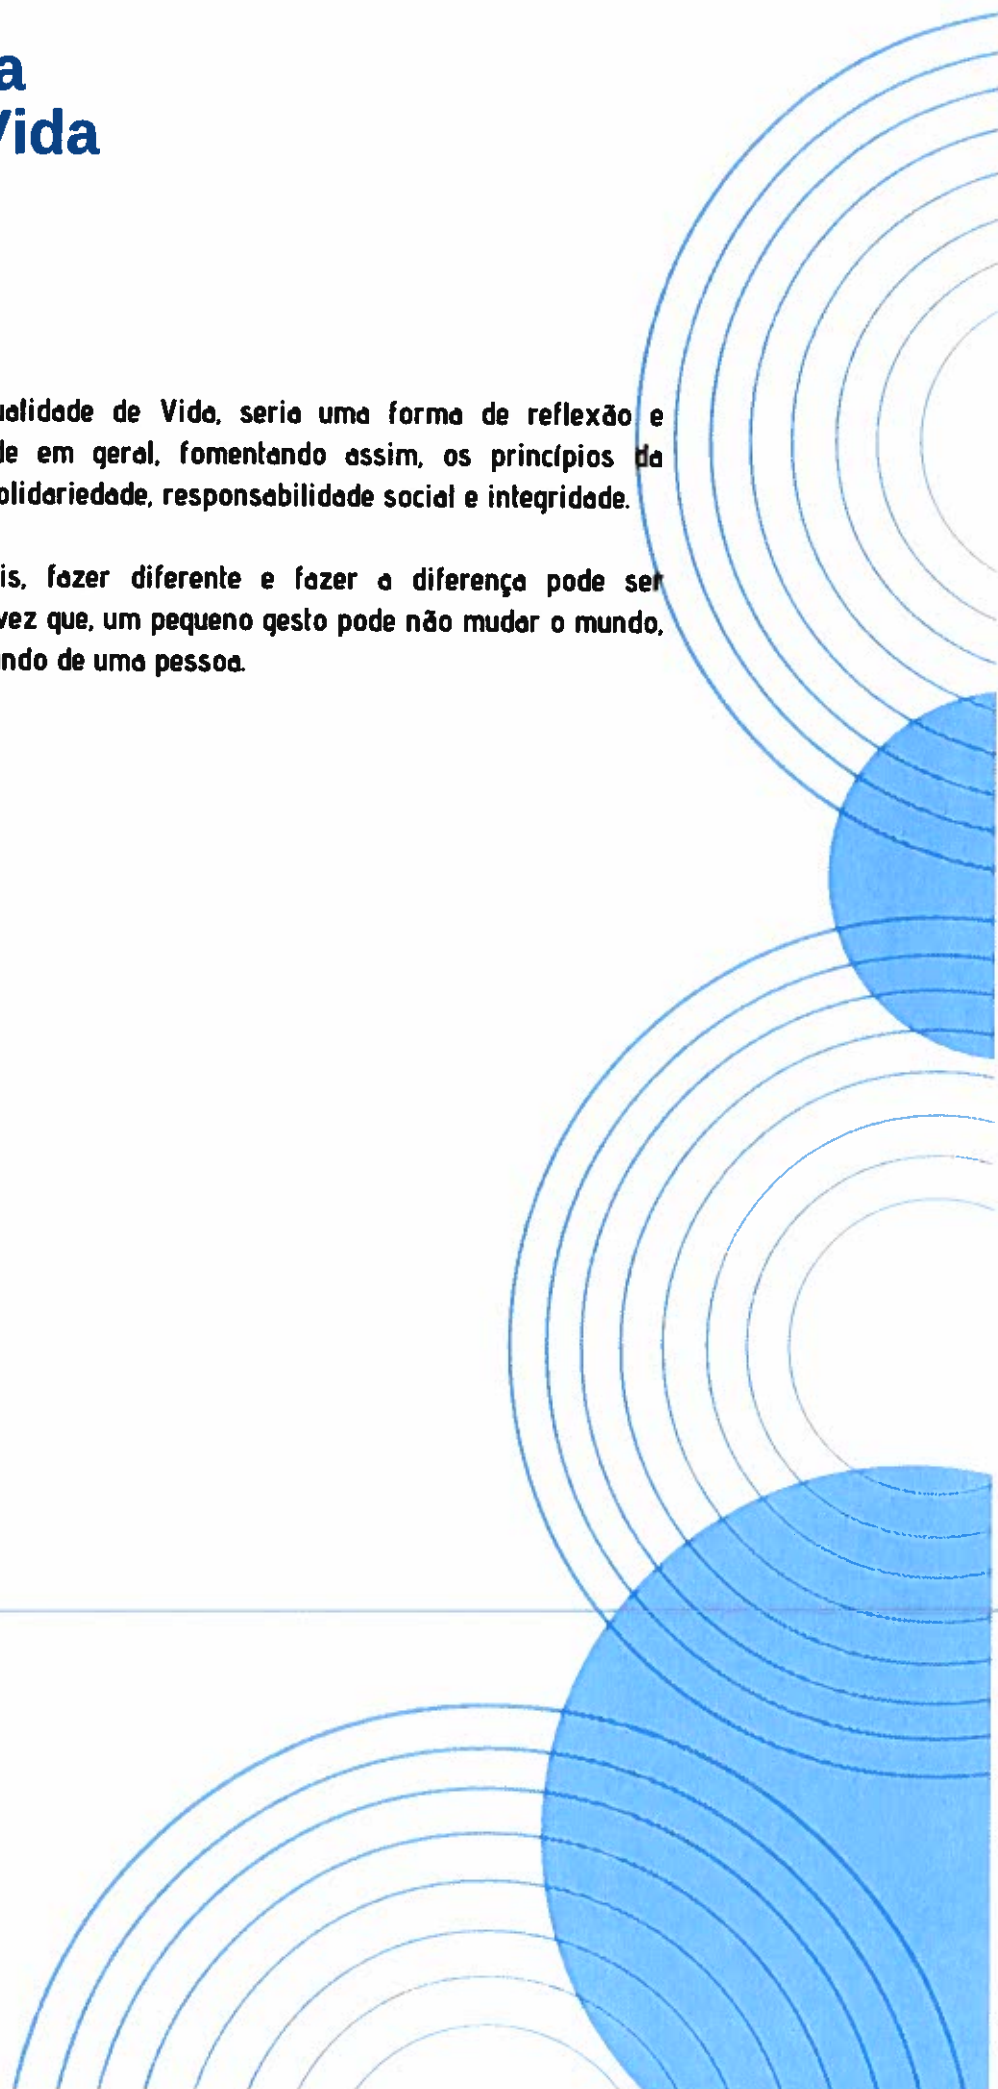 a
Vida
ualidade de Vida, seria uma forma de reflexão e
de em geral, fomentando assim, os princípios da
olidariedade, responsabilidade social e integridade.
is, fazer diferente e fazer a diferença pode ser
vez que, um pequeno gesto pode não mudar o mundo,
ndo de uma pessoa.